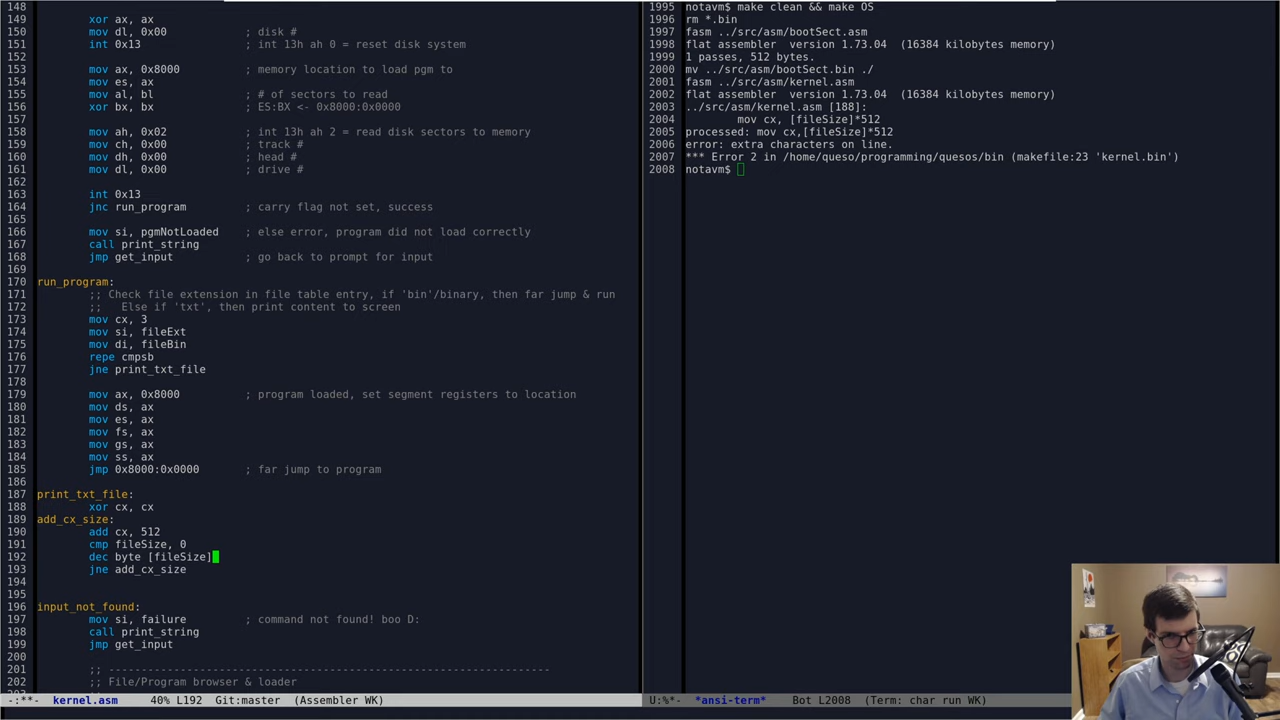 148
149 xor ax, ax
150 mov dl, 0x00 ; disk #
151 int 0x13 ; int 13h ah 0 = reset disk system
152
153 mov ax, 0x8000 ; memory location to load pgm to
154 mov es, ax
155 mov al, bl ; # of sectors to read
156 xor bx, bx ; ES:BX <- 0x8000:0x0000
157
158 mov ah, 0x02 ; int 13h ah 2 = read disk sectors to memory
159 mov ch, 0x00 ; track #
160 mov dh, 0x00 ; head #
161 mov dl, 0x00 ; drive #
162
163 int 0x13
164 jnc run_program ; carry flag not set, success
165
166 mov si, pgmNotLoaded ; else error, program did not load correctly
167 call print_string
168 jmp get_input ; go back to prompt for input
169
170 run_program:
171 ;; Check file extension in file table entry, if 'bin'/binary, then far jump & run
172 ;; Else if 'txt', then print content to screen
173 mov cx, 3
174 mov si, fileExt
175 mov di, fileBin
176 repe cmpsb
177 jne print_txt_file
178
179 mov ax, 0x8000 ; program loaded, set segment registers to location
180 mov ds, ax
181 mov es, ax
182 mov fs, ax
183 mov gs, ax
184 mov ss, ax
185 jmp 0x8000:0x0000 ; far jump to program
186
187 print_txt_file:
188 xor cx, cx
189 add_cx_size:
190 add cx, 512
191 cmp fileSize, 0
192 dec byte [fileSize]
193 jne add_cx_size
194
195
196 input_not_found:
197 mov si, failure ; command not found! boo D:
198 call print_string
199 jmp get_input
200
201 ;; -----------------------------------------------------------------------
202 ;; File/Program browser & loader
-:**- kernel.asm 40% L192 Git:master (Assembler WK)
1995 notavm$ make clean && make OS
1996 rm *.bin
1997 fasm ../src/asm/bootSect.asm
1998 flat assembler version 1.73.04 (16384 kilobytes memory)
1999 1 passes, 512 bytes.
2000 mv ../src/asm/bootSect.bin ./
2001 fasm ../src/asm/kernel.asm
2002 flat assembler version 1.73.04 (16384 kilobytes memory)
2003 ../src/asm/kernel.asm [188]:
2004 mov cx, [fileSize]*512
2005 processed: mov cx,[fileSize]*512
2006 error: extra characters on line.
2007 *** Error 2 in /home/queso/programming/quesos/bin (makefile:23 'kernel.bin')
2008 notavm$
U:%*- *ansi-term* Bot L2008 (Term: char run WK)